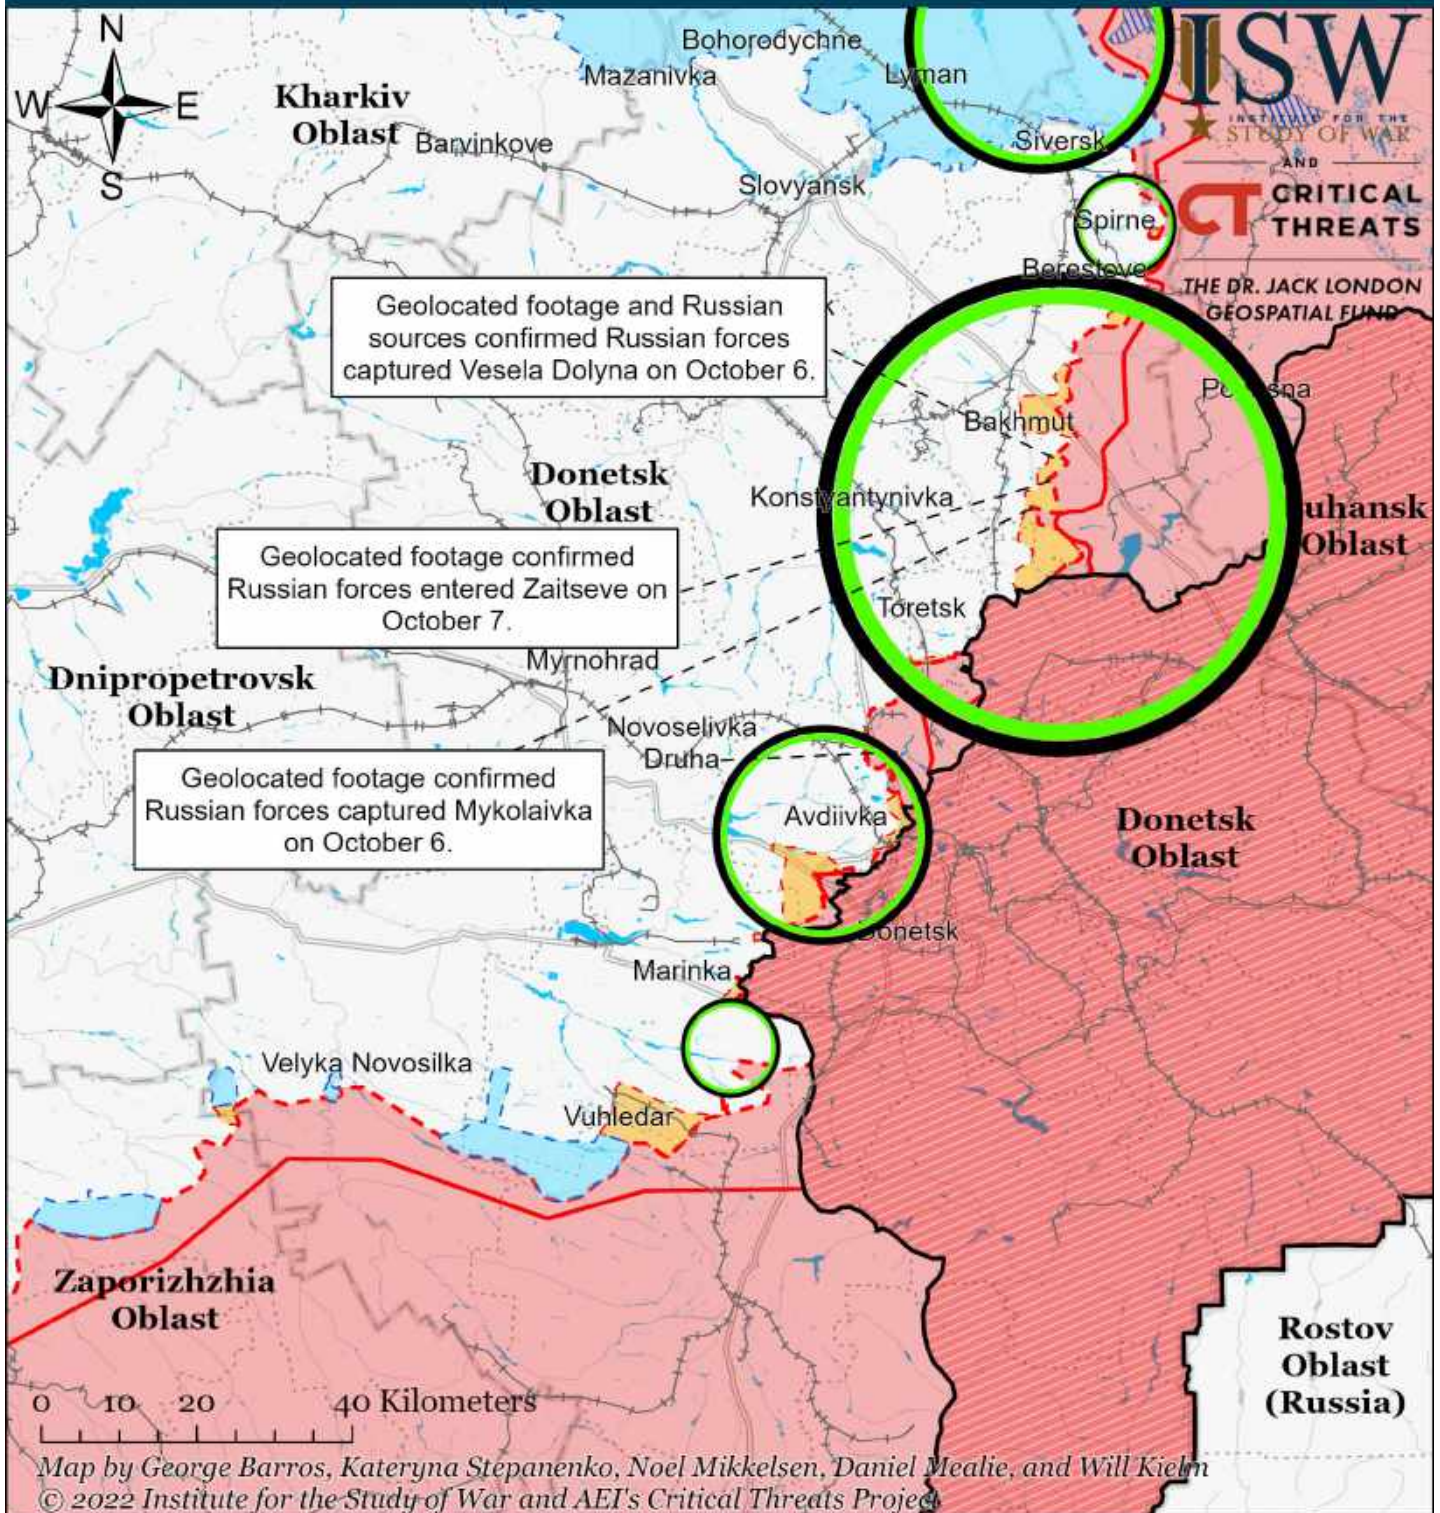 N
W
E
S
Kharkiv
Oblast
Bohorodychne
Mazanivka
Lyman
Barvinkove
Siversk
Slovyansk
Spirne
Berestove
ISW
INSTITUTE FOR THE
STUDY OF WAR
AND
CT CRITICAL
THREATS
THE DR. JACK LONDON
GEOSPATIAL FUND
Geolocated footage and Russian
sources confirmed Russian forces
captured Vesela Dolyna on October 6.
Bakhmut
Donetsk
Oblast
Konstyantynivka
uhansk
Oblast
Geolocated footage confirmed
Russian forces entered Zaitseve on
October 7.
Toretsk
Myrnohrad
Dnipropetrovsk
Oblast
Novoselivka
Druha
Geolocated footage confirmed
Russian forces captured Mykolaivka
on October 6.
Avdiivka
Donetsk
Oblast
Donetsk
Marinka
Velyka Novosilka
Vuhledar
Zaporizhzhia
Oblast
Rostov
Oblast
(Russia)
0 10 20 40 Kilometers
Map by George Barros, Kateryna Stepanenko, Noel Mikkelsen, Daniel Mealie, and Will Kielm
© 2022 Institute for the Study of War and AEI's Critical Threats Project